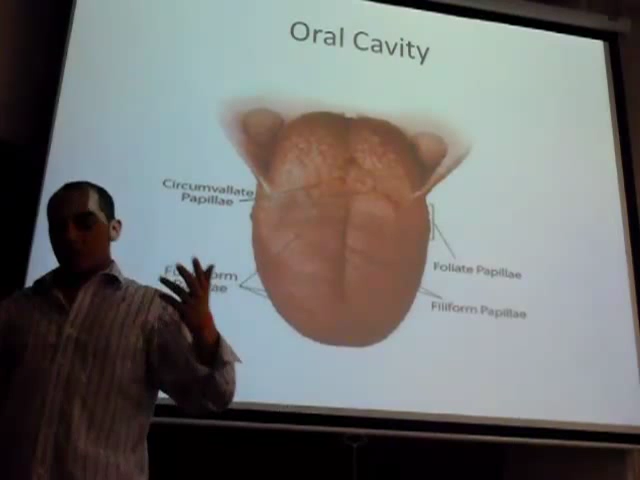 Oral Cavity
Circumvallate
Papillae
Foliate Papillae
Filiform Papillae